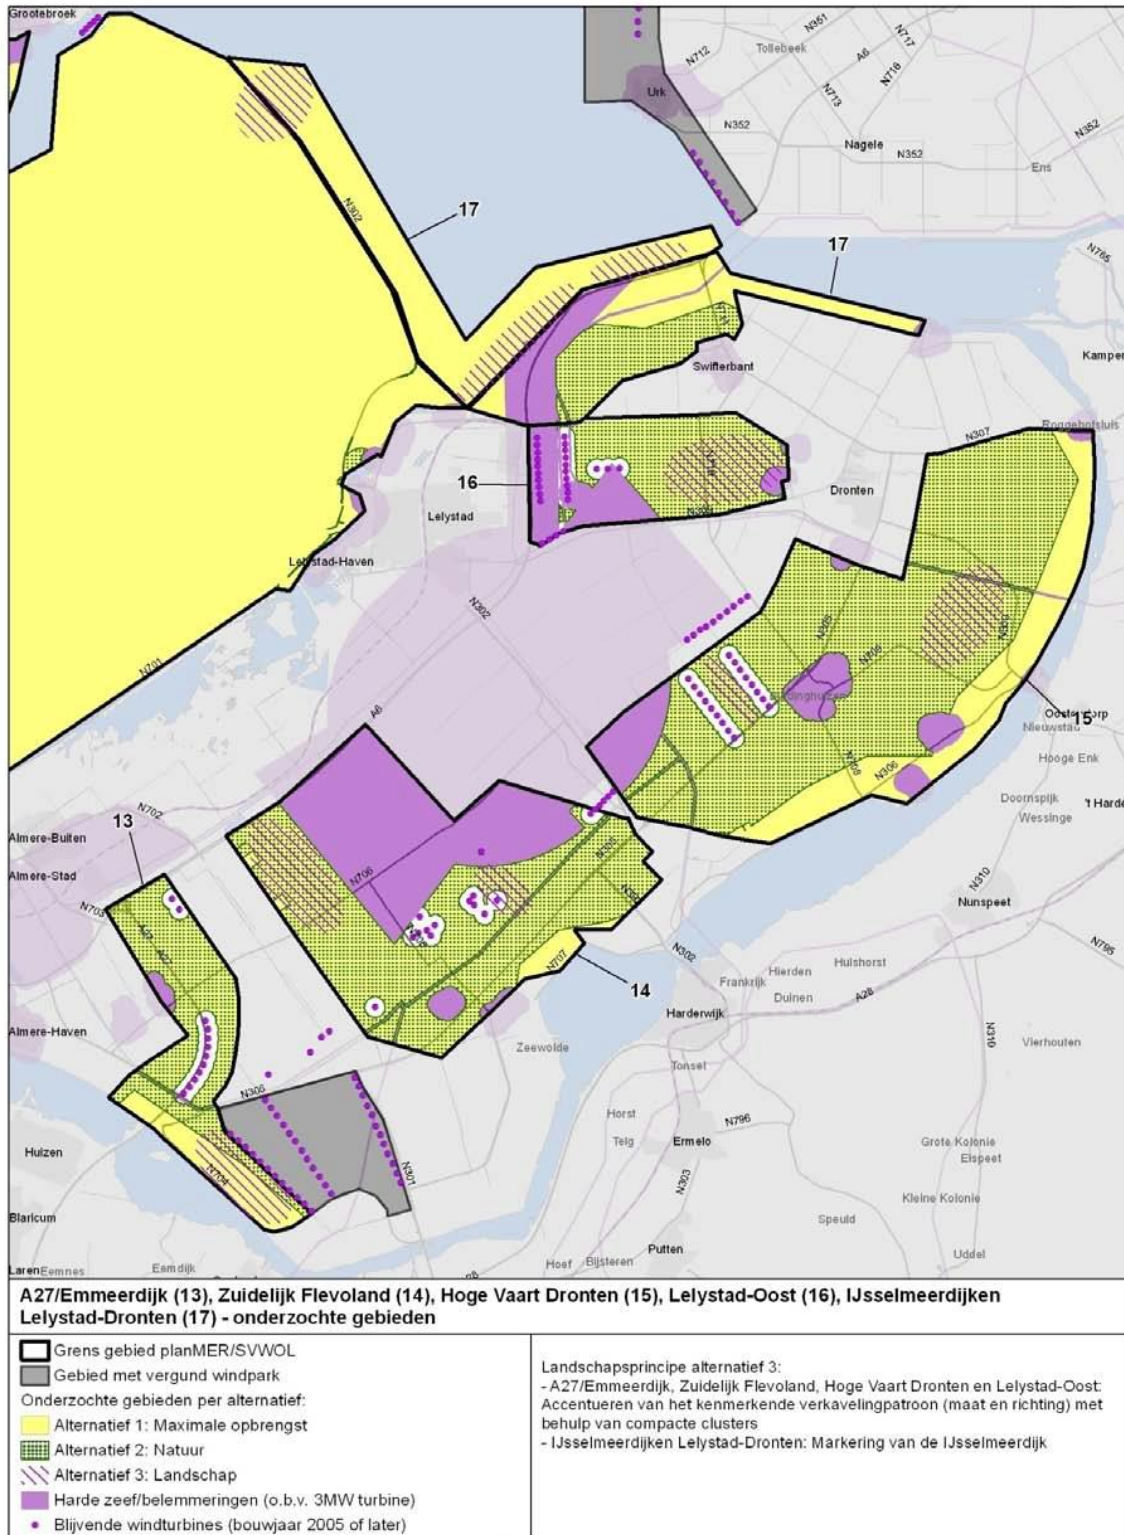 Grootebroek
N351
N717
Tollebeek
A6
N712
N716
Urk
N713
N352
N352
Nagele
N352
Ens
N302
17
17
N765
Kamper
Swifterbant
Roggebotsluis
N307
16
Lelystad
Dronten
Lelystad-Haven
N302
N305
N708
N701
A6
15
Nieuwstad
Hooge Enk
N306
Doornspijk
't Harde
Wessinge
N702
13
Almere-Buiten
Almere-Stad
N706
N305
N310
Nunspeet
N703
A27
N707
N302
N795
Hulshorst
Frankrijk
Hierden
Duinen
14
A28
Harderwijk
Almere-Haven
N310
Zeewolde
Vierhouten
Tonsel
N305
Horst
Telg
N796
Ermelo
Grote Kolonie
Elspeet
Huizen
N704
N301
N303
Kleine Kolonie
Blaricum
Speuld
Putten
Uddel
Laren
Eemnes
Eemdijk
Hoef
Bijsteren
A27/Emmeerdijk (13), Zuidelijk Flevoland (14), Hoge Vaart Dronten (15), Lelystad-Oost (16), IJsselmeerdijken
Lelystad-Dronten (17) - onderzochte gebieden
Grens gebied planMER/SVWOL
Gebied met vergund windpark
Onderzochte gebieden per alternatief:
Alternatief 1: Maximale opbrengst
Alternatief 2: Natuur
Alternatief 3: Landschap
Harde zeef/belemmeringen (o.b.v. 3MW turbine)
Blijvende windturbines (bouwjaar 2005 of later)
Landschapsprincipe alternatief 3:
- A27/Emmeerdijk, Zuidelijk Flevoland, Hoge Vaart Dronten en Lelystad-Oost:
Accentueren van het kenmerkende verkavelingpatroon (maat en richting) met
behulp van compacte clusters
- IJsselmeerdijken Lelystad-Dronten: Markering van de IJsselmeerdijk